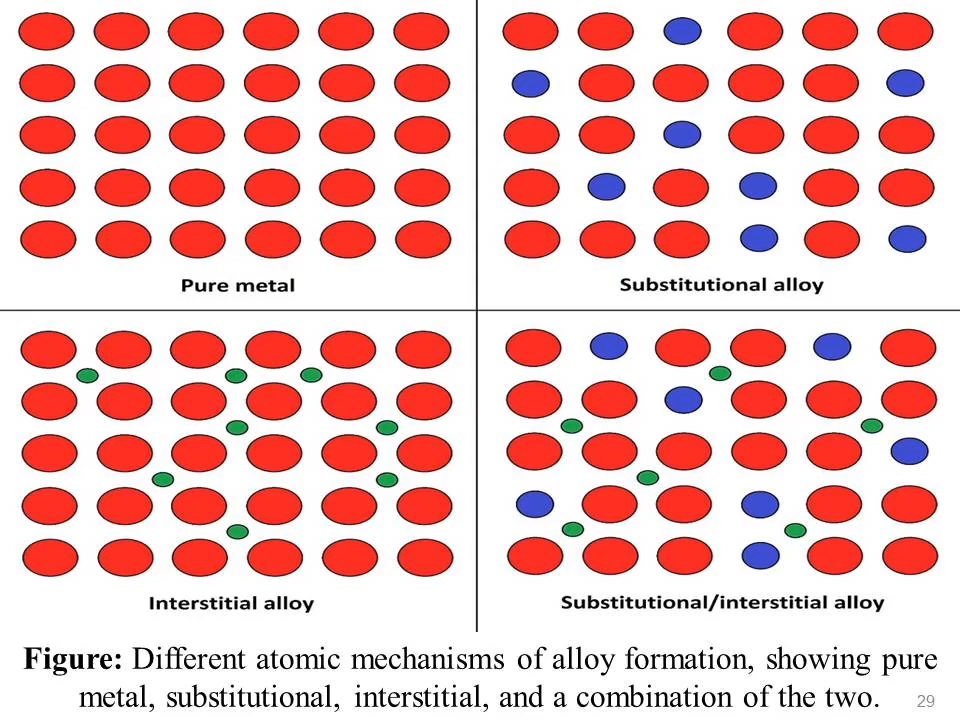 Pure metal
Substitutional alloy
Interstitial alloy
Substitutional/interstitial alloy
Figure: Different atomic mechanisms of alloy formation, showing pure
metal, substitutional, interstitial, and a combination of the two.
29